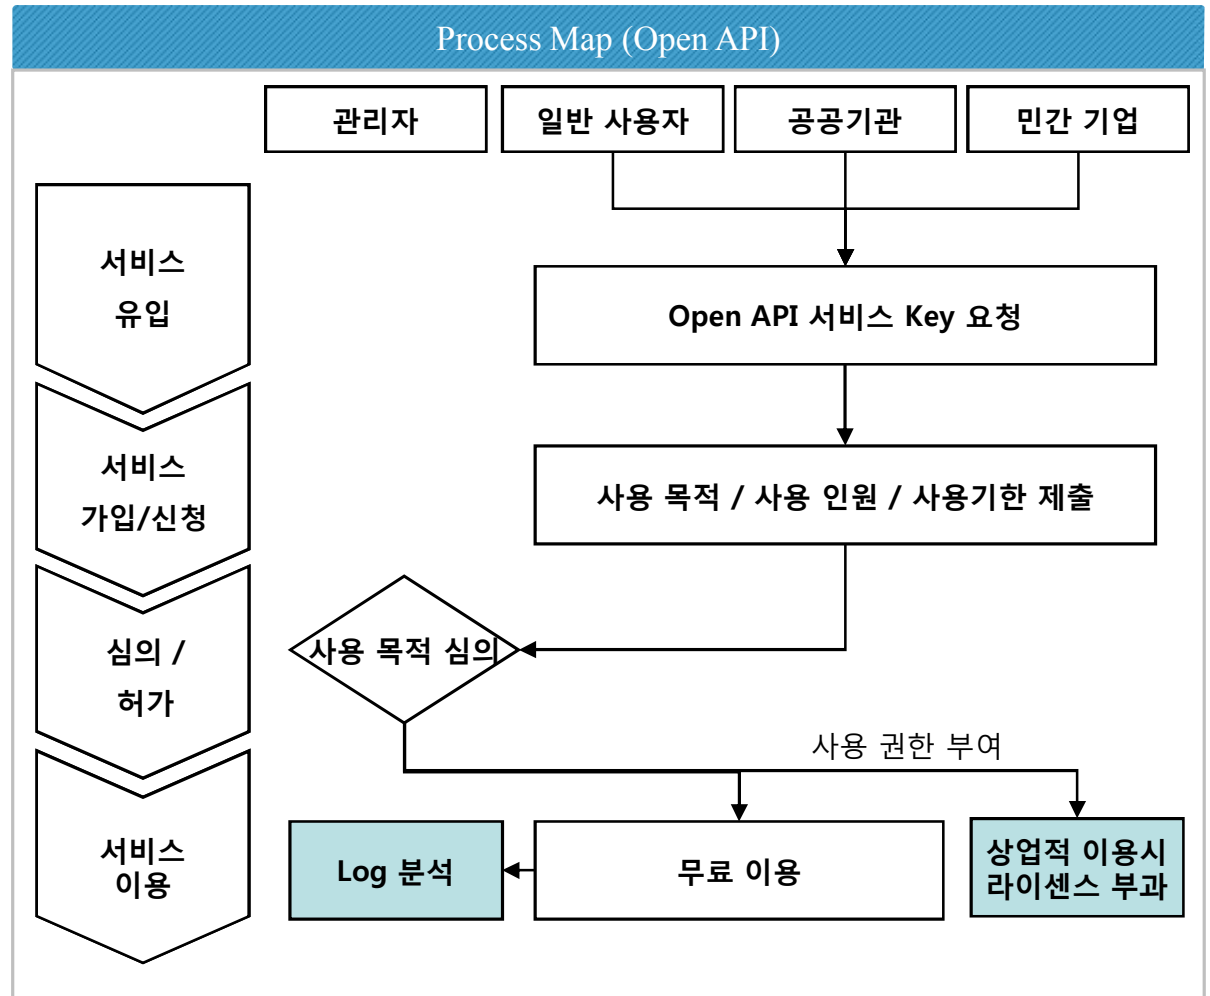 Process Map (Open API)
관리자
일반 사용자
공공기관
민간 기업
서비스
유입
Open API 서비스 Key 요청
서비스
가입/신청
사용 목적 / 사용 인원 / 사용기한 제출
심의 /
허가
사용 목적 심의
사용 권한 부여
서비스
이용
Log 분석
무료 이용
상업적 이용시
라이센스 부과